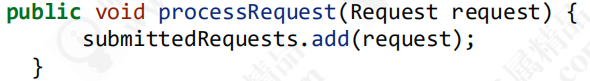 public void processRequest(Request request) {
submittedRequests.add(request);
}